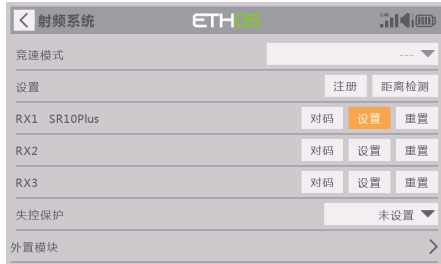 射频系统 ETHOS 2.4G
竞速模式 ---
设置 注册 距离检测
RX1 SR10Plus 对码 设置 重置
RX2 对码 设置 重置
RX3 对码 设置 重置
失控保护 未设置
外置模块